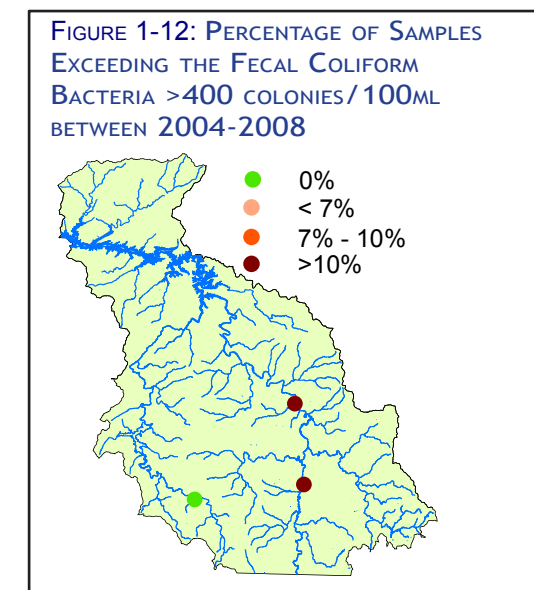 FIGURE 1-12: PERCENTAGE OF SAMPLES
EXCEEDING THE FECAL COLIFORM
BACTERIA >400 COLONIES/100ML
BETWEEN 2004-2008
0%
< 7%
7% - 10%
>10%